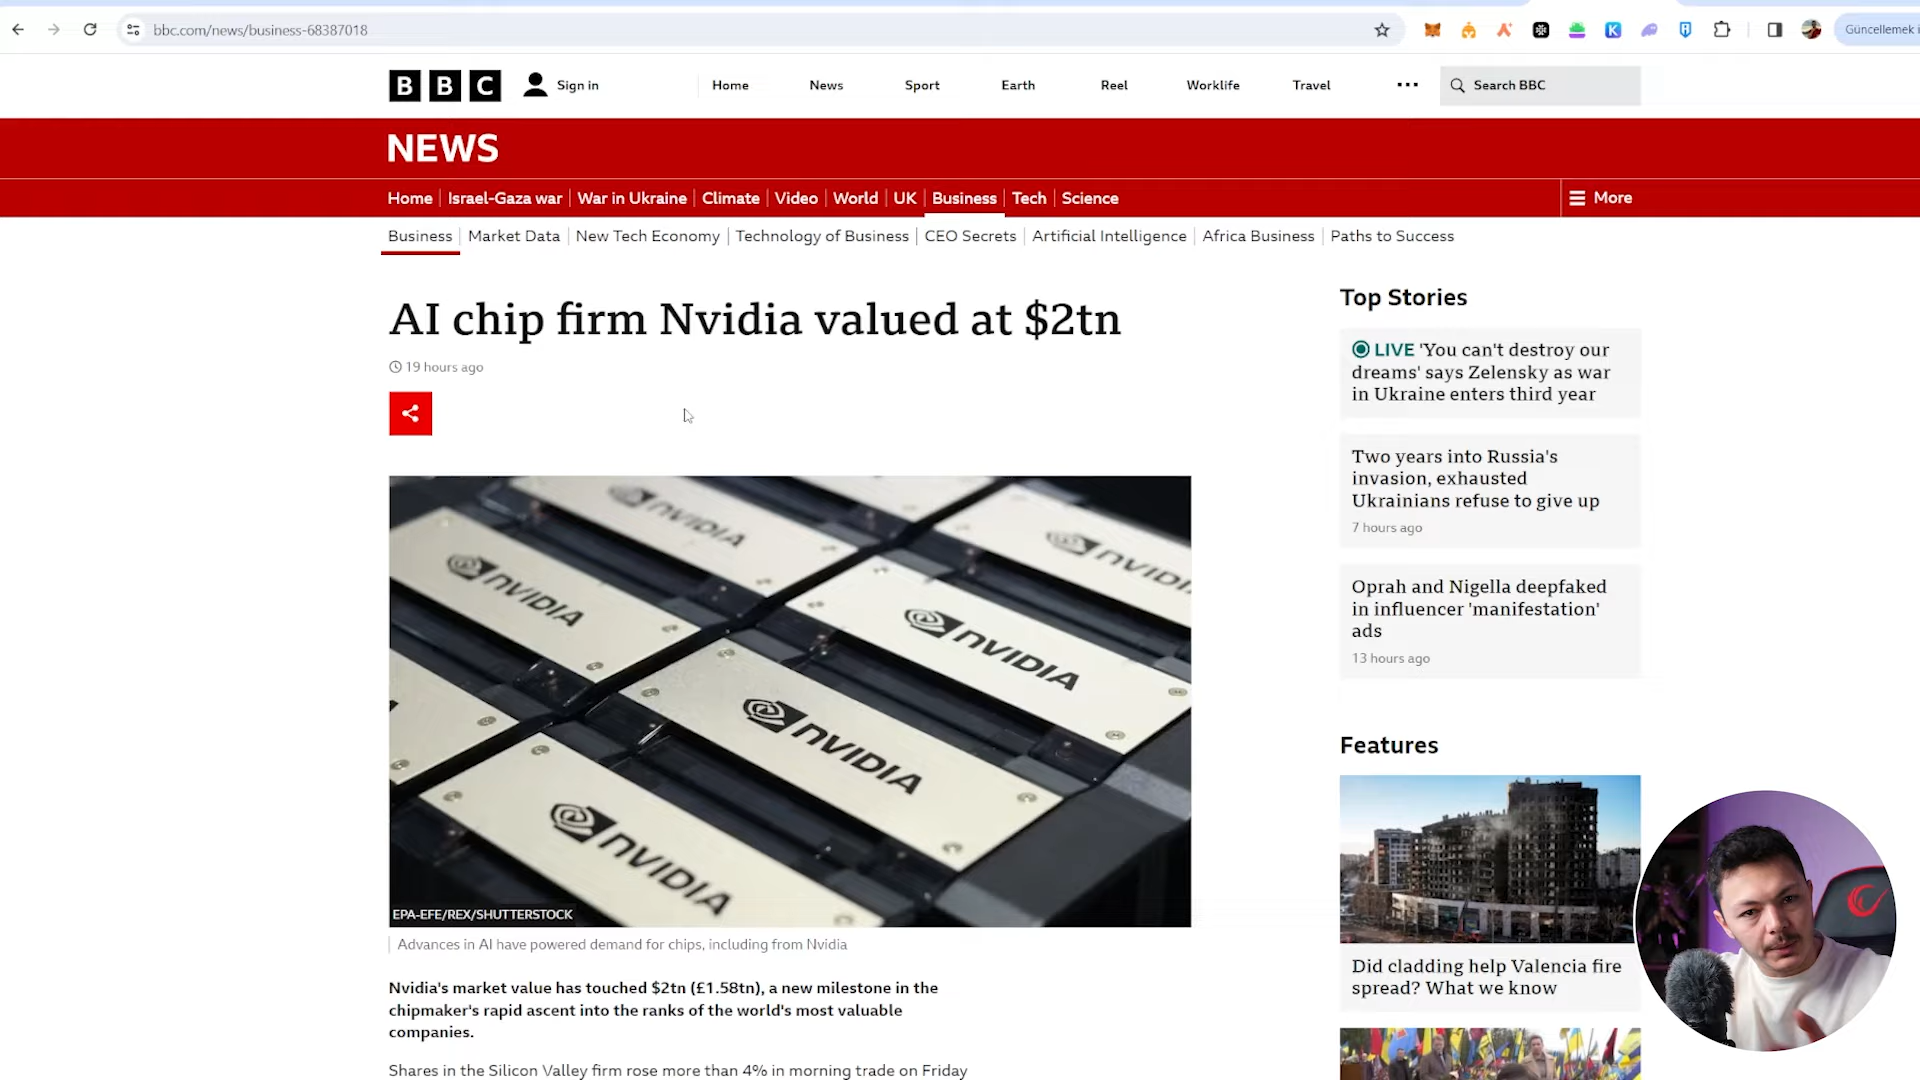 bbc.com/news/business-68387018
Güncellemek i
BBC
Sign in
Home
News
Sport
Earth
Reel
Worklife
Travel
Search BBC
NEWS
Home
Israel-Gaza war
War in Ukraine
Climate
Video
World
UK
Business
Tech
Science
More
Business
Market Data
New Tech Economy
Technology of Business
CEO Secrets
Artificial Intelligence
Africa Business
Paths to Success
AI chip firm Nvidia valued at $2tn
19 hours ago
NVIDIA
NVIDIA
NVIDI
NVIDIA
NVIDIA
NVIDIA
EPA-EFE/REX/SHUTTERSTOCK
Advances in AI have powered demand for chips, including from Nvidia
Nvidia's market value has touched $2tn (£1.58tn), a new milestone in the
chipmaker's rapid ascent into the ranks of the world's most valuable
companies.
Shares in the Silicon Valley firm rose more than 4% in morning trade on Friday
Top Stories
LIVE 'You can't destroy our
dreams' says Zelensky as war
in Ukraine enters third year
Two years into Russia's
invasion, exhausted
Ukrainians refuse to give up
7 hours ago
Oprah and Nigella deepfaked
in influencer 'manifestation'
ads
13 hours ago
Features
Did cladding help Valencia fire
spread? What we know